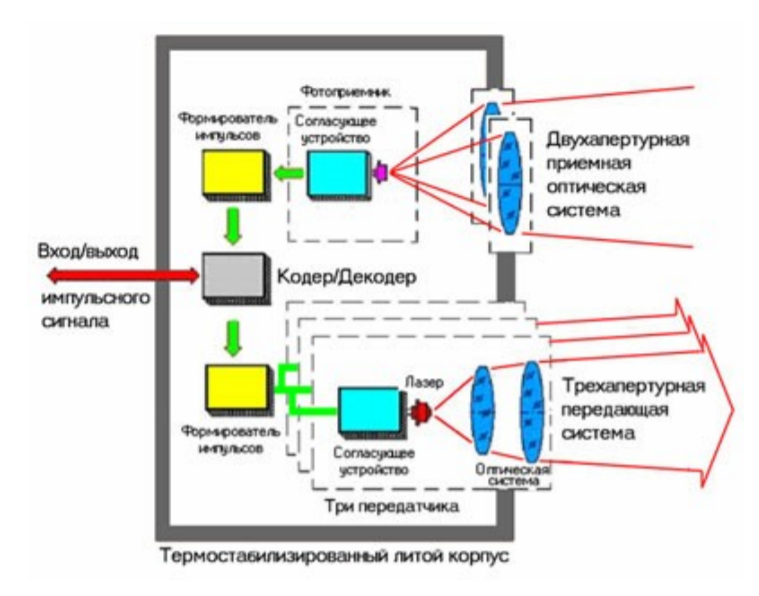 Фотоприемник
Формирователь
импульсов
Согласующее
устройство
Двухапертурная
приемная
оптическая
система
Вход/выход
импульсного
сигнала
Кодер/Декодер
Лазер
Трехапертурная
передающая
система
Формирователь
импульсов
Согласующее
устройство
Оптическая
система
Три передатчика
Термостабилизированный литой корпус